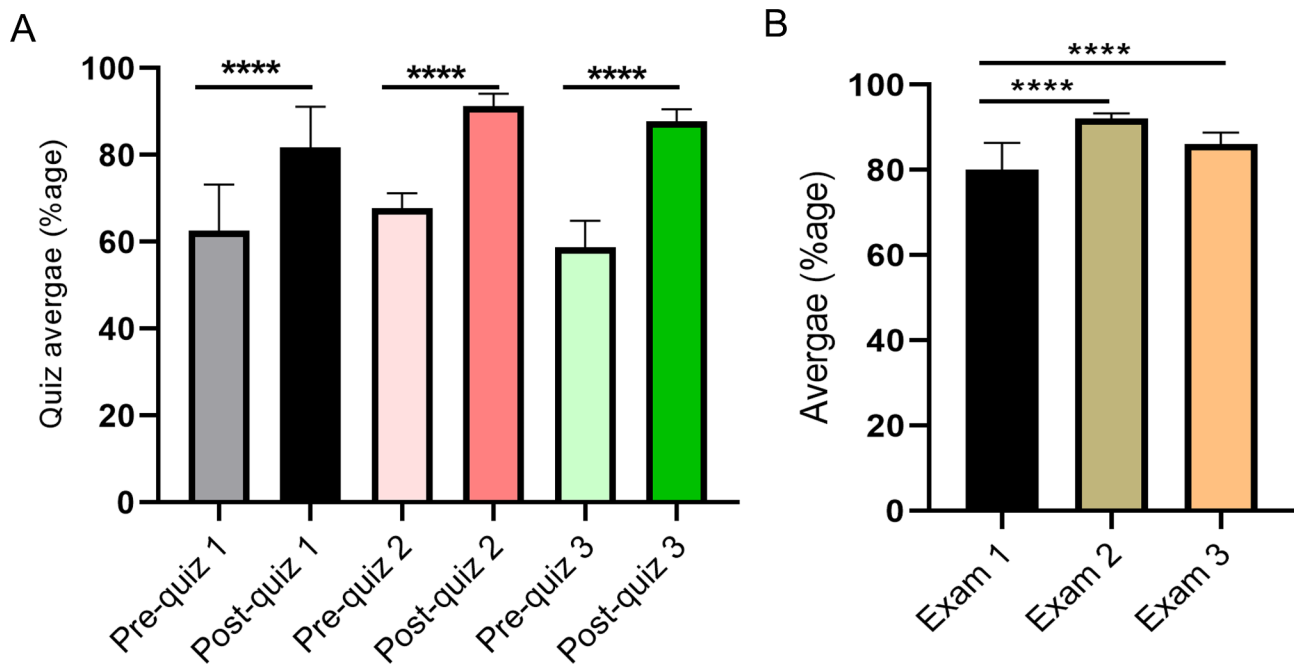 A
Quiz avergae (%age)
100
80
60
40
20
0
****
****
****
Pre-quiz 1
Post-quiz 1
Pre-quiz 2
Post-quiz 2
Pre-quiz 3
Post-quiz 3
B
Avergae (%age)
100
80
60
40
20
0
****
****
Exam 1
Exam 2
Exam 3